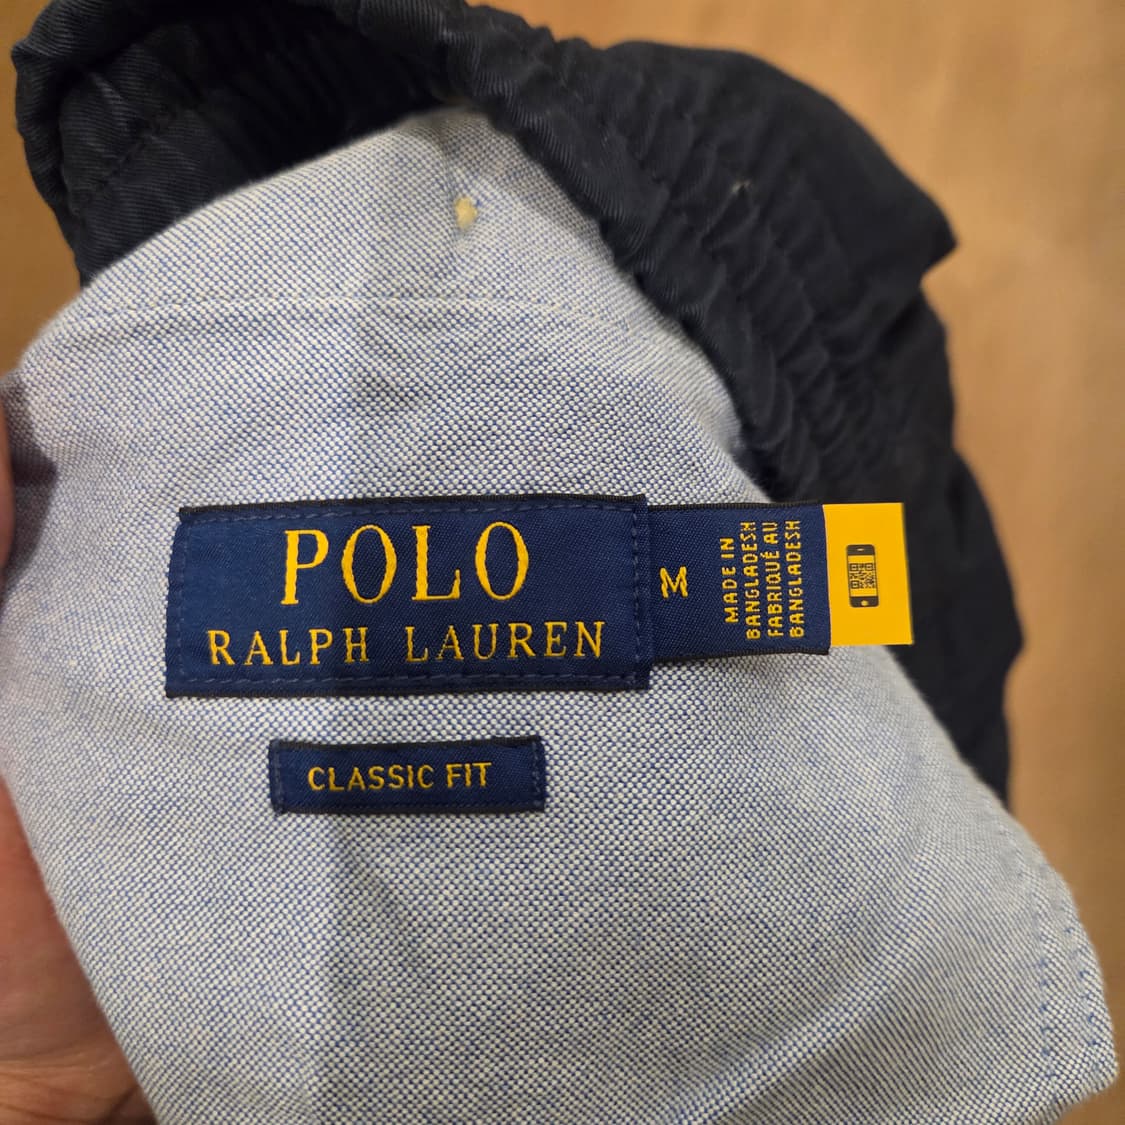 POLO
RALPH LAUREN
M
MADE IN
BANGLADESH
FABRIQUÉ AU
BANGLADESH
CLASSIC FIT